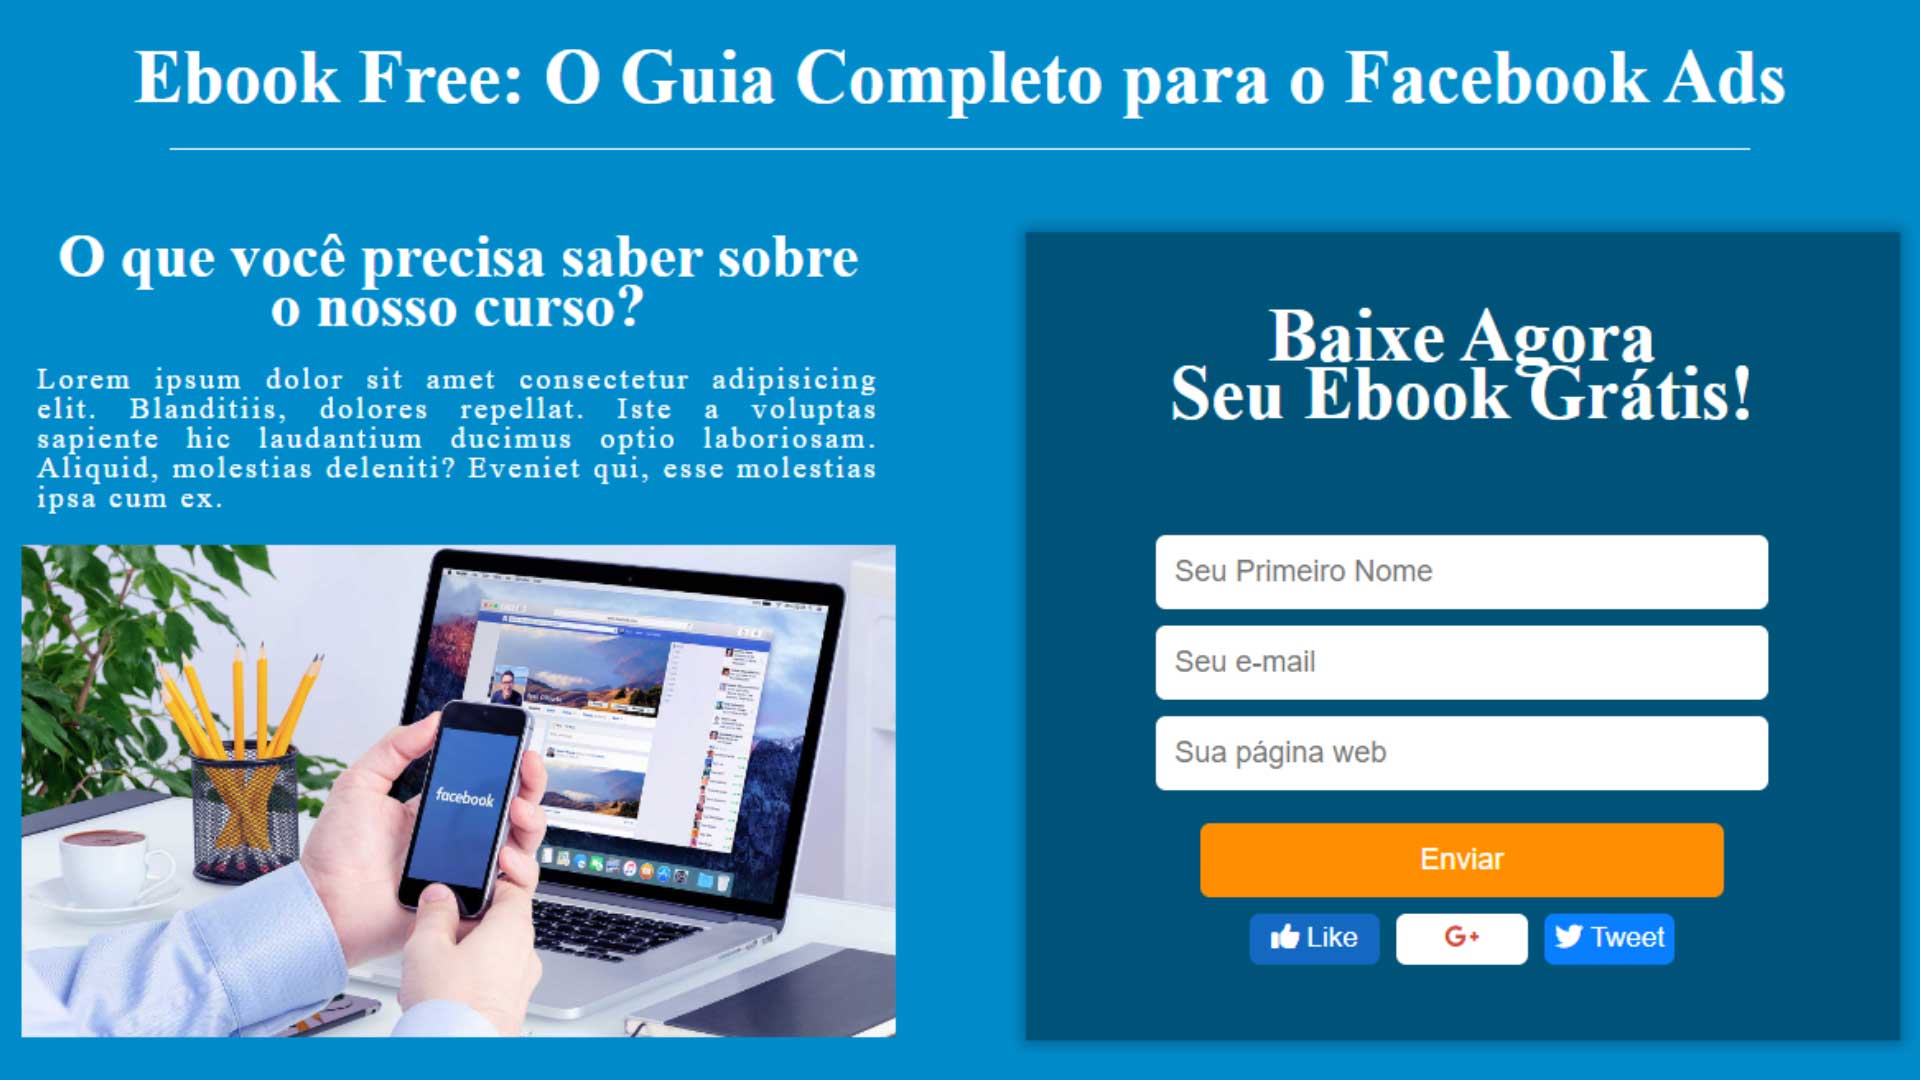 Ebook Free: O Guia Completo para o Facebook Ads
O que você precisa saber sobre
o nosso curso?
Lorem ipsum dolor sit amet consectetur adipisicing
elit. Blanditiis, dolores repellat. Iste a voluptas
sapiente hic laudantium ducimus optio laboriosam.
Aliquid, molestias deleniti? Eveniet qui, esse molestias
ipsa cum ex.
facebook
Baixe Agora
Seu Ebook Grátis!
Seu Primeiro Nome
Seu e-mail
Sua página web
Enviar
Like
G+
Tweet